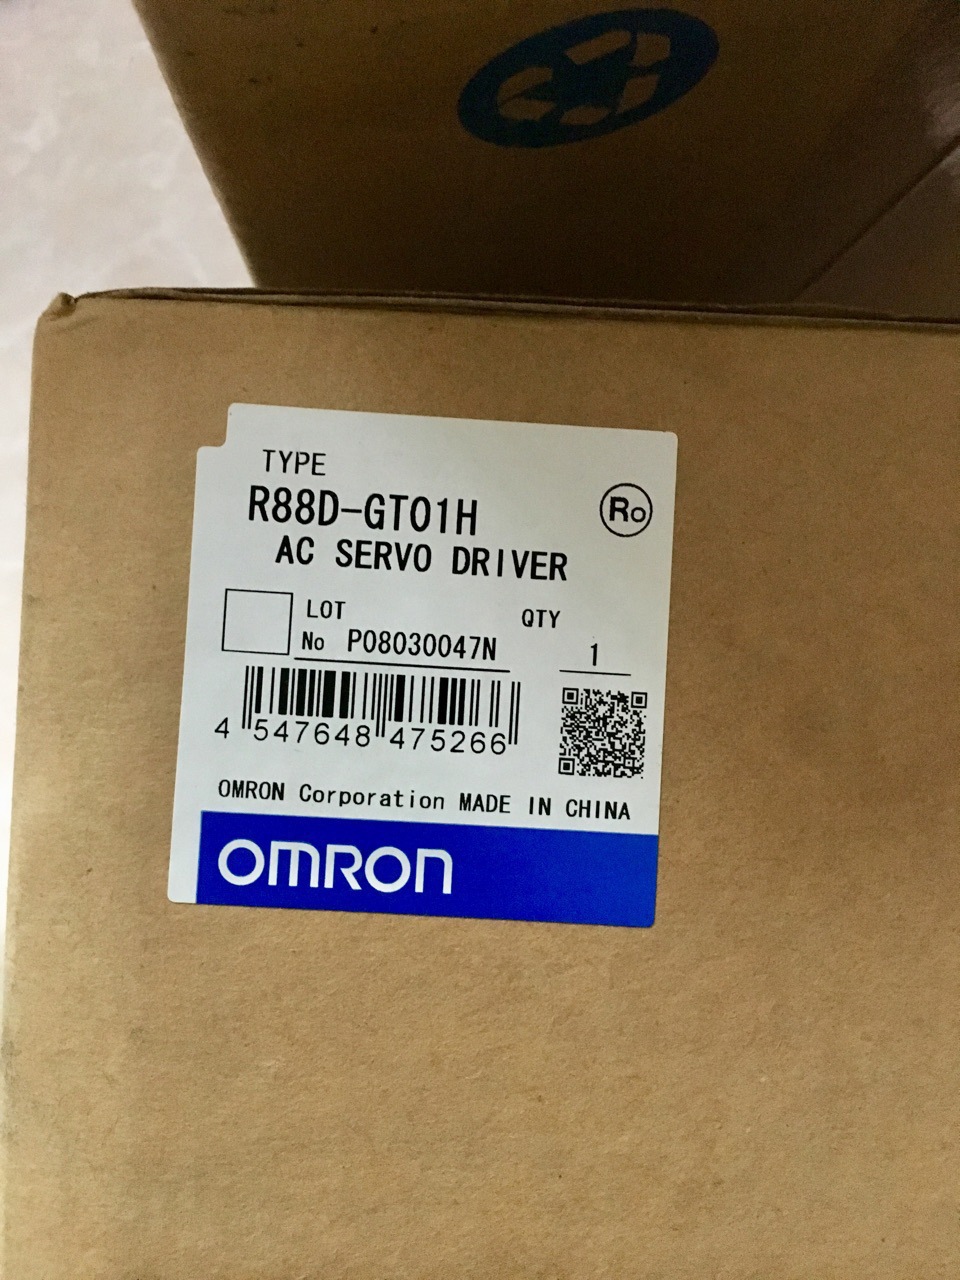 TYPE
R88D-GT01H
Ro
AC SERVO DRIVER
LOT
No P08030047N
QTY
1
4 547648 475266
OMRON Corporation MADE IN CHINA
OMRON